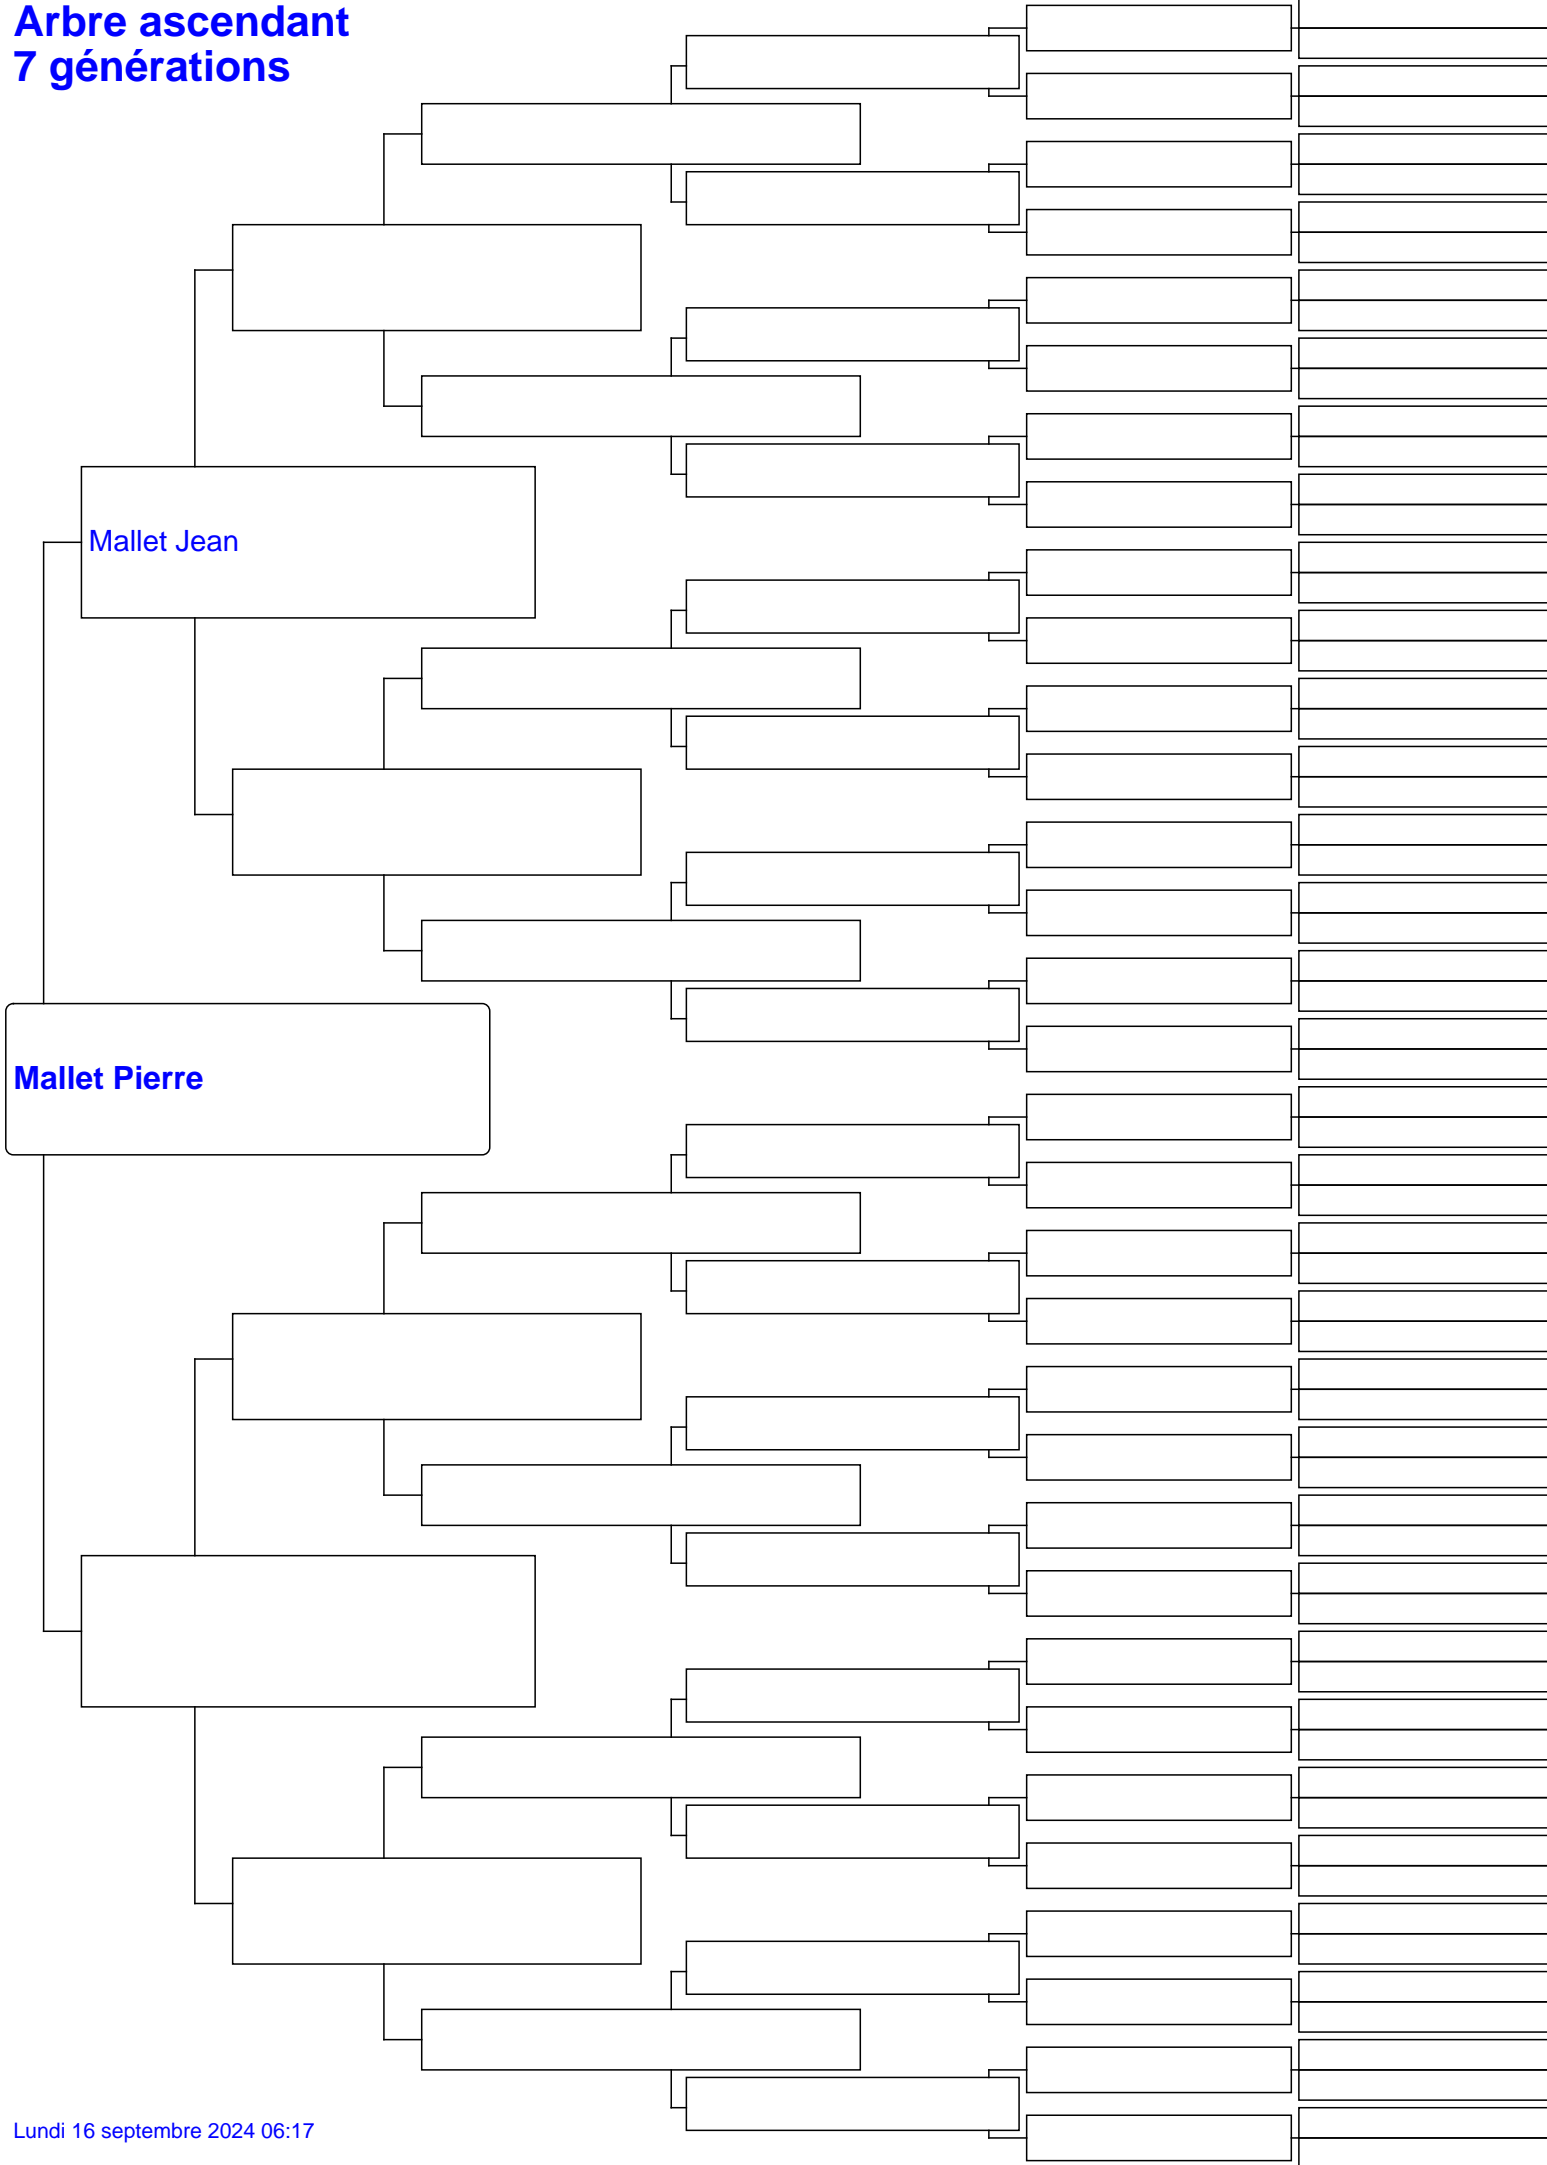 Arbre ascendant
7 générations
Mallet Jean
Mallet Pierre
Lundi 16 septembre 2024 06:17